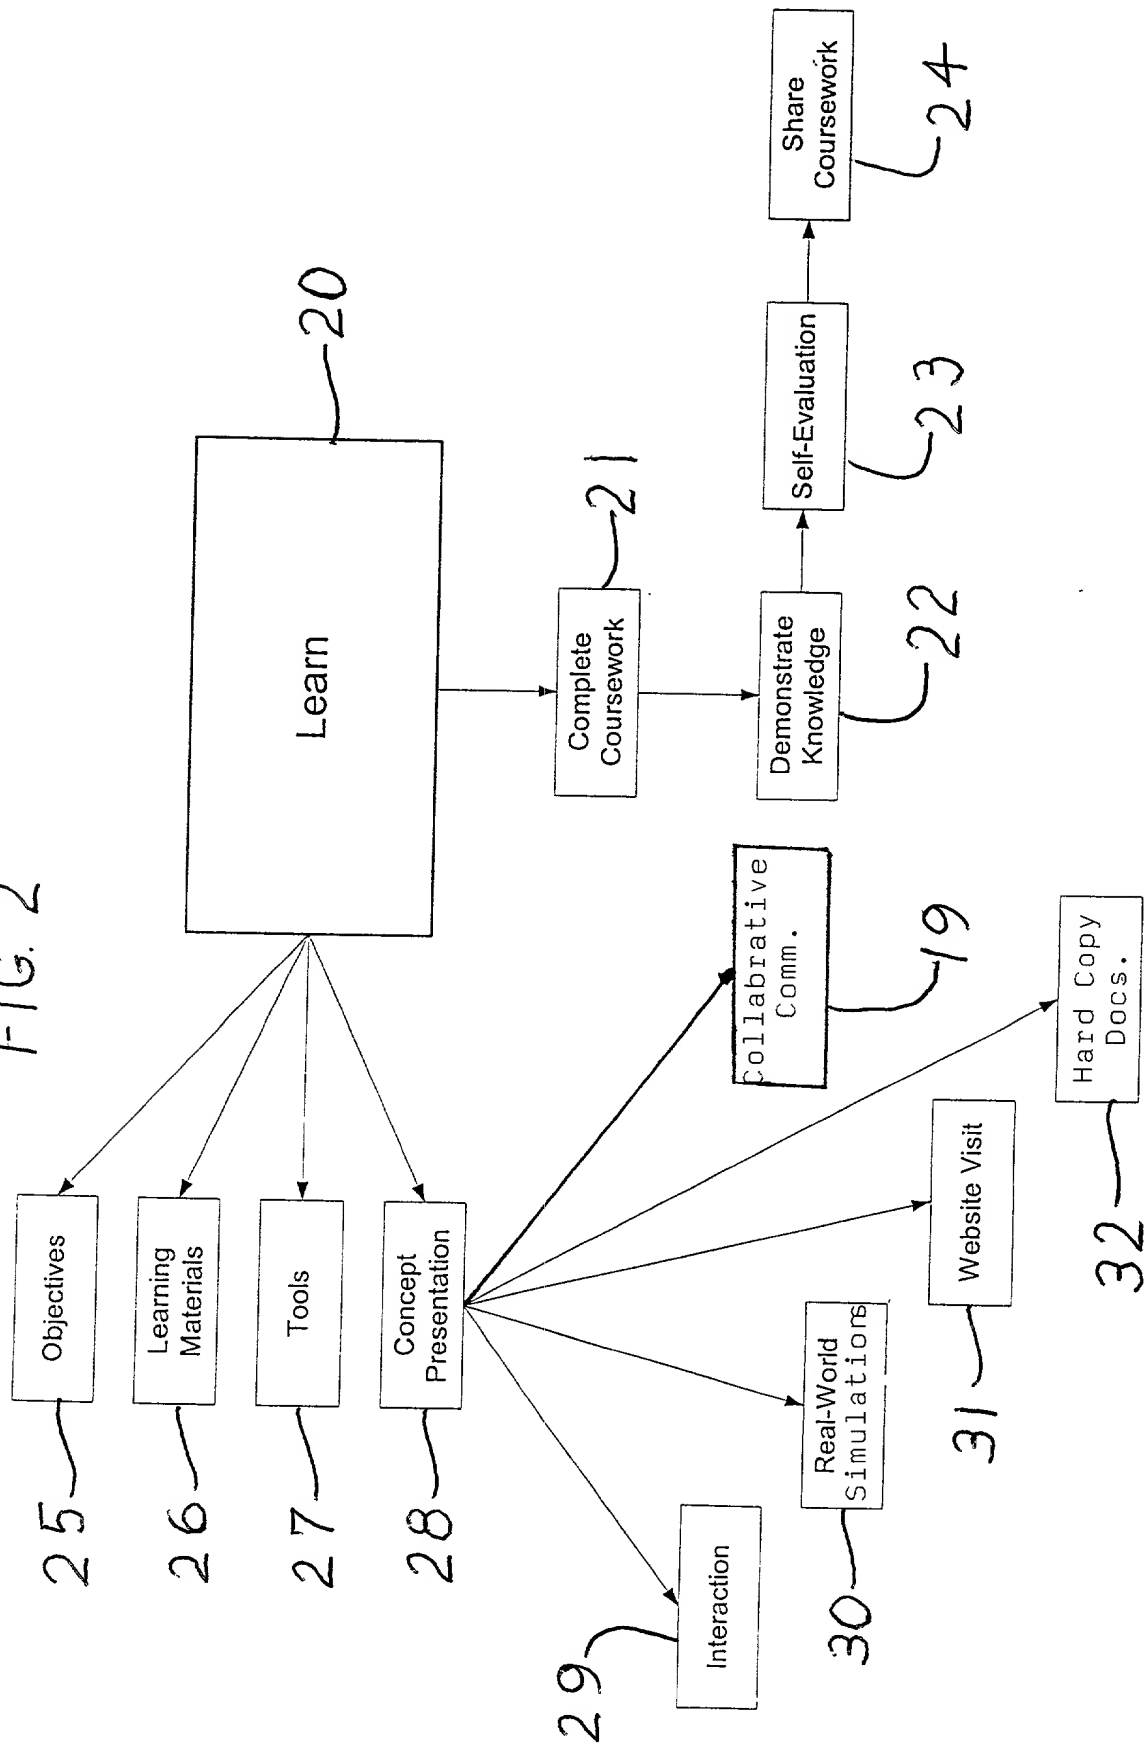 FIG. 2
25
Objectives
26
Learning
Materials
27
Tools
28
Concept
Presentation
Learn
20
Complete
Coursework
21
29
Interaction
30
Real-World
Simulations
31
Website Visit
32
Hard Copy
Docs.
Collabrative
Comm.
19
Demonstrate
Knowledge
22
Self-Evaluation
23
Share
Coursework
24